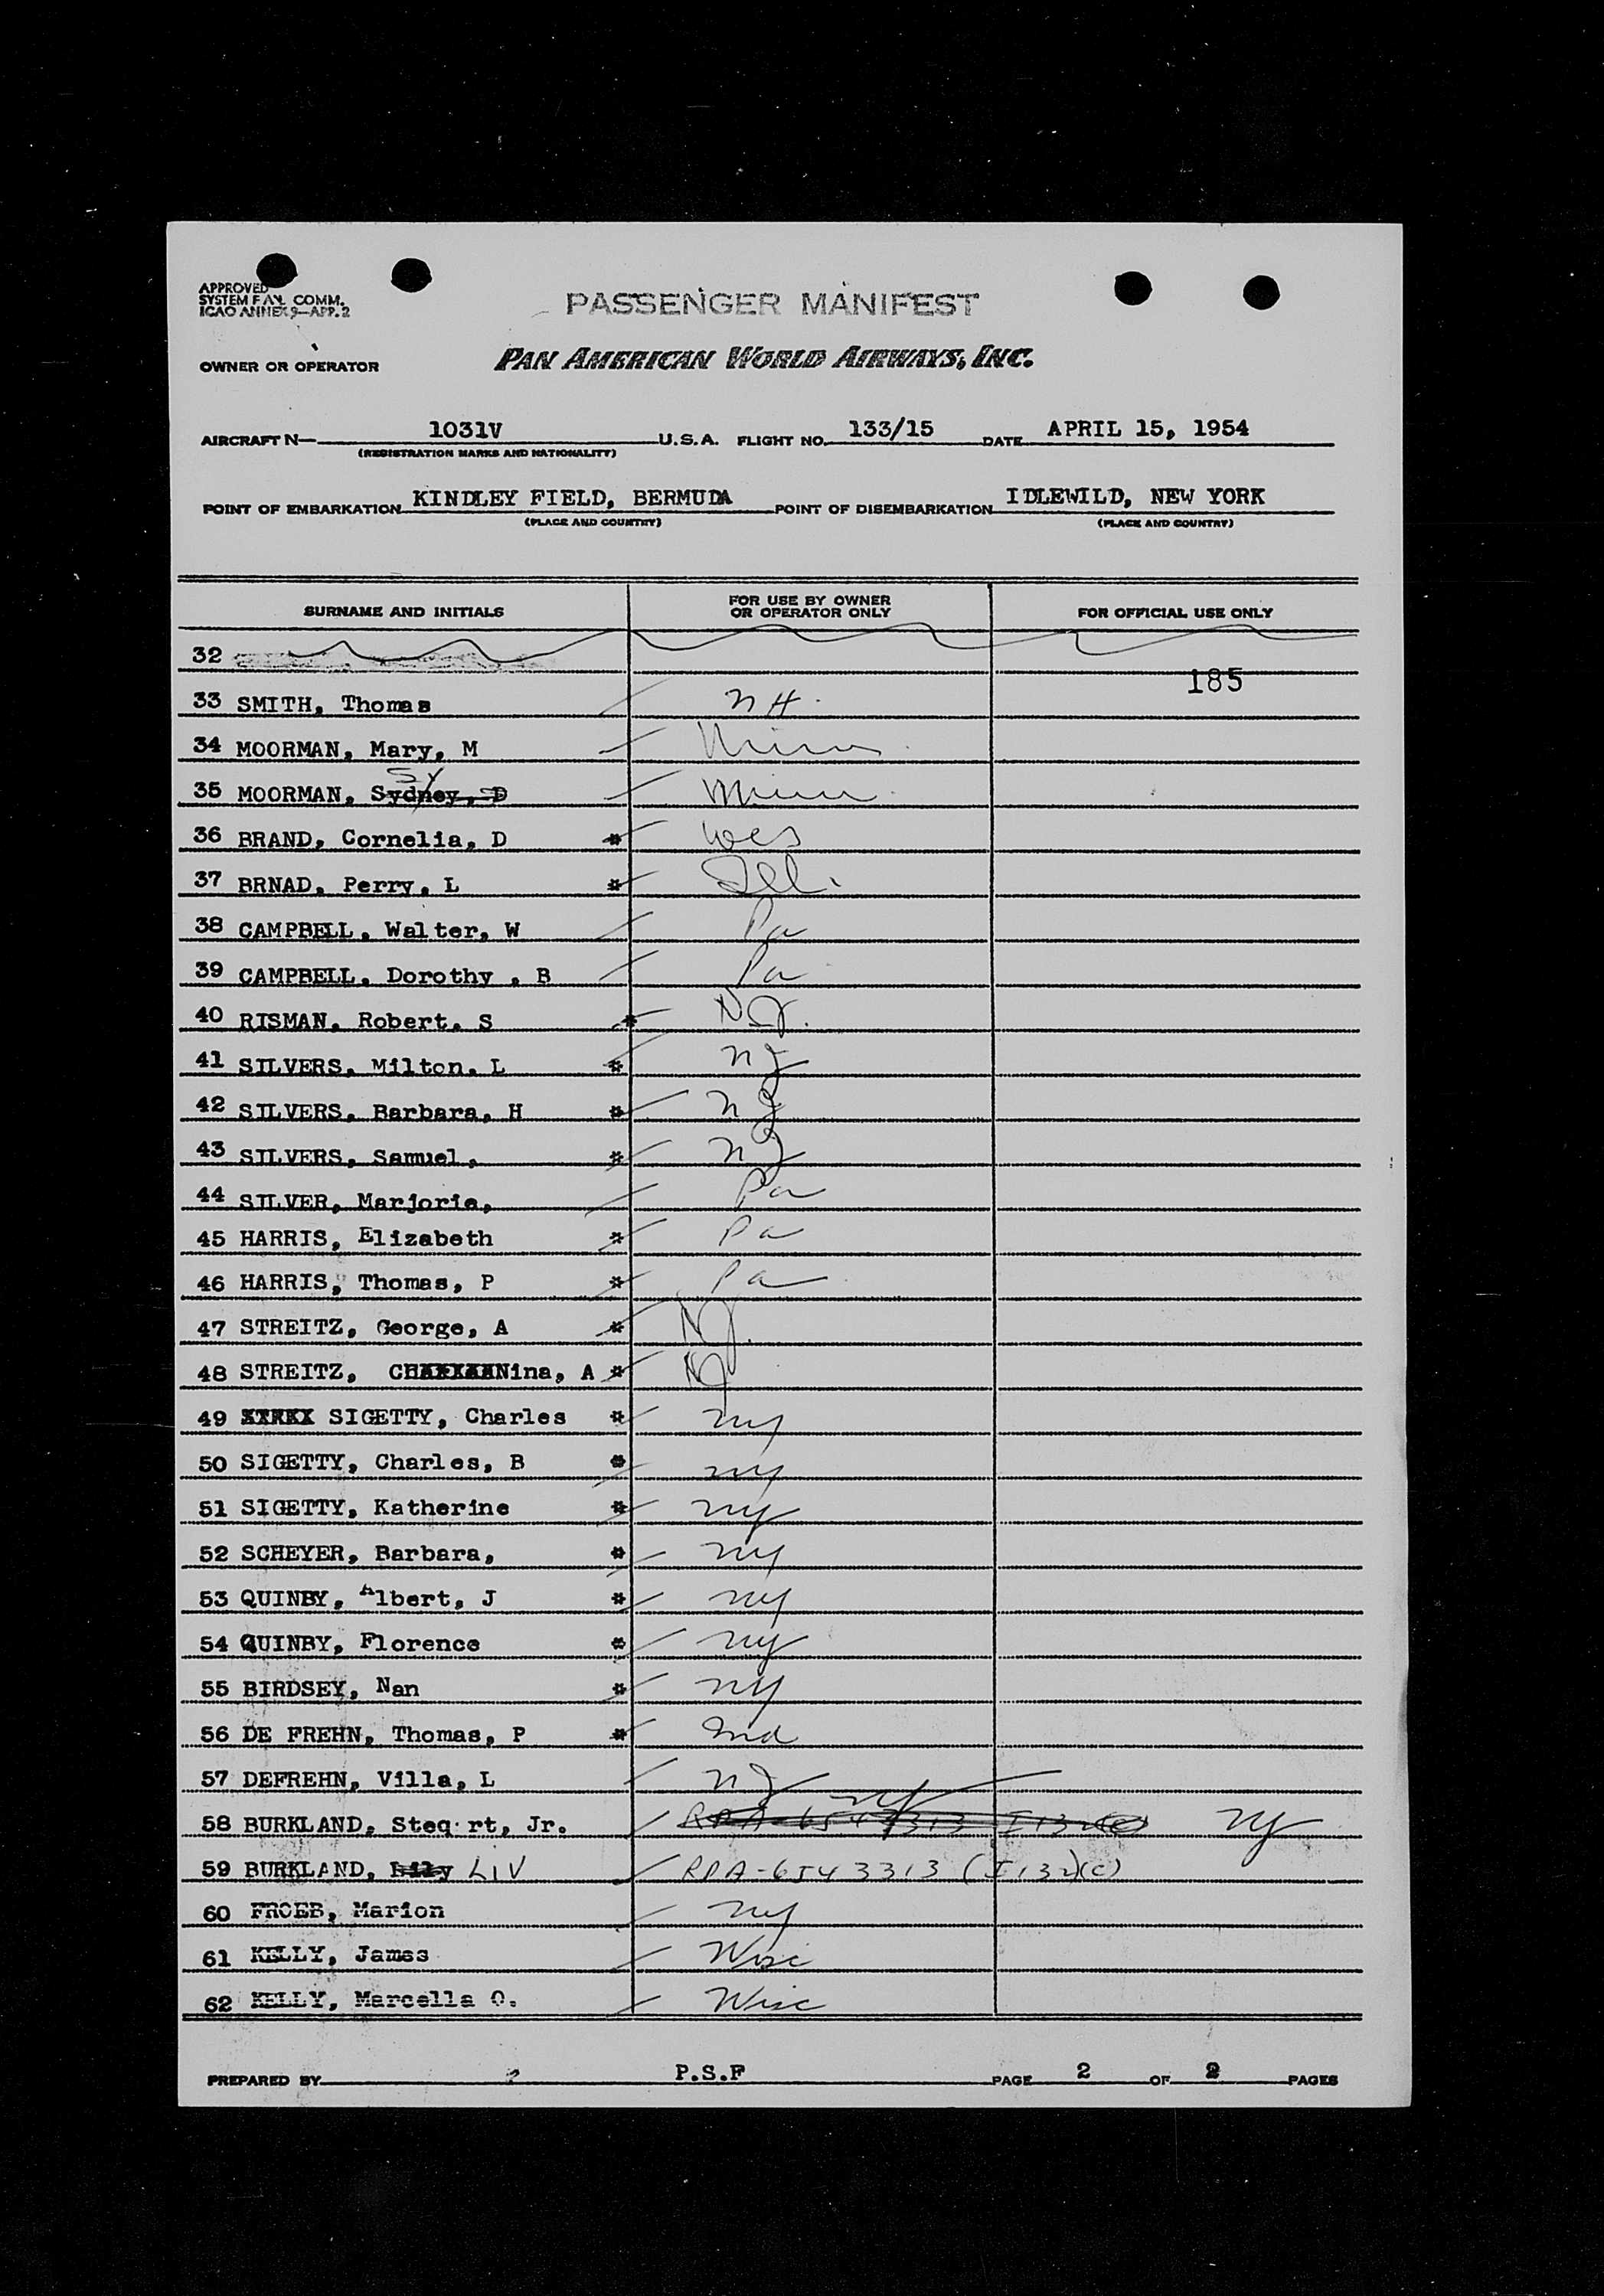 APPROVED
SYSTEM FAL COMM.
ICAO ANNEX 9—APP. 2
PASSENGER MANIFEST
OWNER OR OPERATOR PAN AMERICAN WORLD AIRWAYS, INC.
AIRCRAFT N— 1031V U.S.A. FLIGHT NO. 133/15 DATE APRIL 15, 1954
(REGISTRATION MARKS AND NATIONALITY)
POINT OF EMBARKATION KINDLEY FIELD, BERMUDA POINT OF DISEMBARKATION IDLEWILD, NEW YORK
(PLACE AND COUNTRY) (PLACE AND COUNTRY)
SURNAME AND INITIALS FOR USE BY OWNER OR OPERATOR ONLY FOR OFFICIAL USE ONLY
32
185
33 SMITH, Thomas NH.
34 MOORMAN, Mary, M Minn
35 MOORMAN, Sydney, D SY Minn
36 BRAND, Cornelia, D *
37 BRNAD, Perry, L * Ill.
38 CAMPBELL, Walter, W Pa
39 CAMPBELL, Dorothy , B Pa
40 RISMAN, Robert, S * NJ.
41 SILVERS, Milton, L * NJ
42 SILVERS, Barbara, H * NJ
43 SILVERS, Samuel, * NJ
44 SILVER, Marjorie, Pa
45 HARRIS, Elizabeth * Pa
46 HARRIS, Thomas, P * Pa
47 STREITZ, George, A * NJ.
48 STREITZ, Nina, A * NJ
49 SIGETTY, Charles * NY
50 SIGETTY, Charles, B * NY
51 SIGETTY, Katherine * NY
52 SCHEYER, Barbara, * NY
53 QUINBY, Albert, J * NY
54 QUINBY, Florence * NY
55 BIRDSEY, Nan * NY
56 DE FREHN, Thomas, P * Ind
57 DEFREHN, Villa, L NJ
58 BURKLAND, Steq rt, Jr. NY NY
59 BURKLAND, Lily LIV RPA-6543313 (I132)(c)
60 FROEB, Marion NY
61 KELLY, James Wisc
62 KELLY, Marcella O. Wisc
PREPARED BY P.S.F PAGE 2 OF 2 PAGES